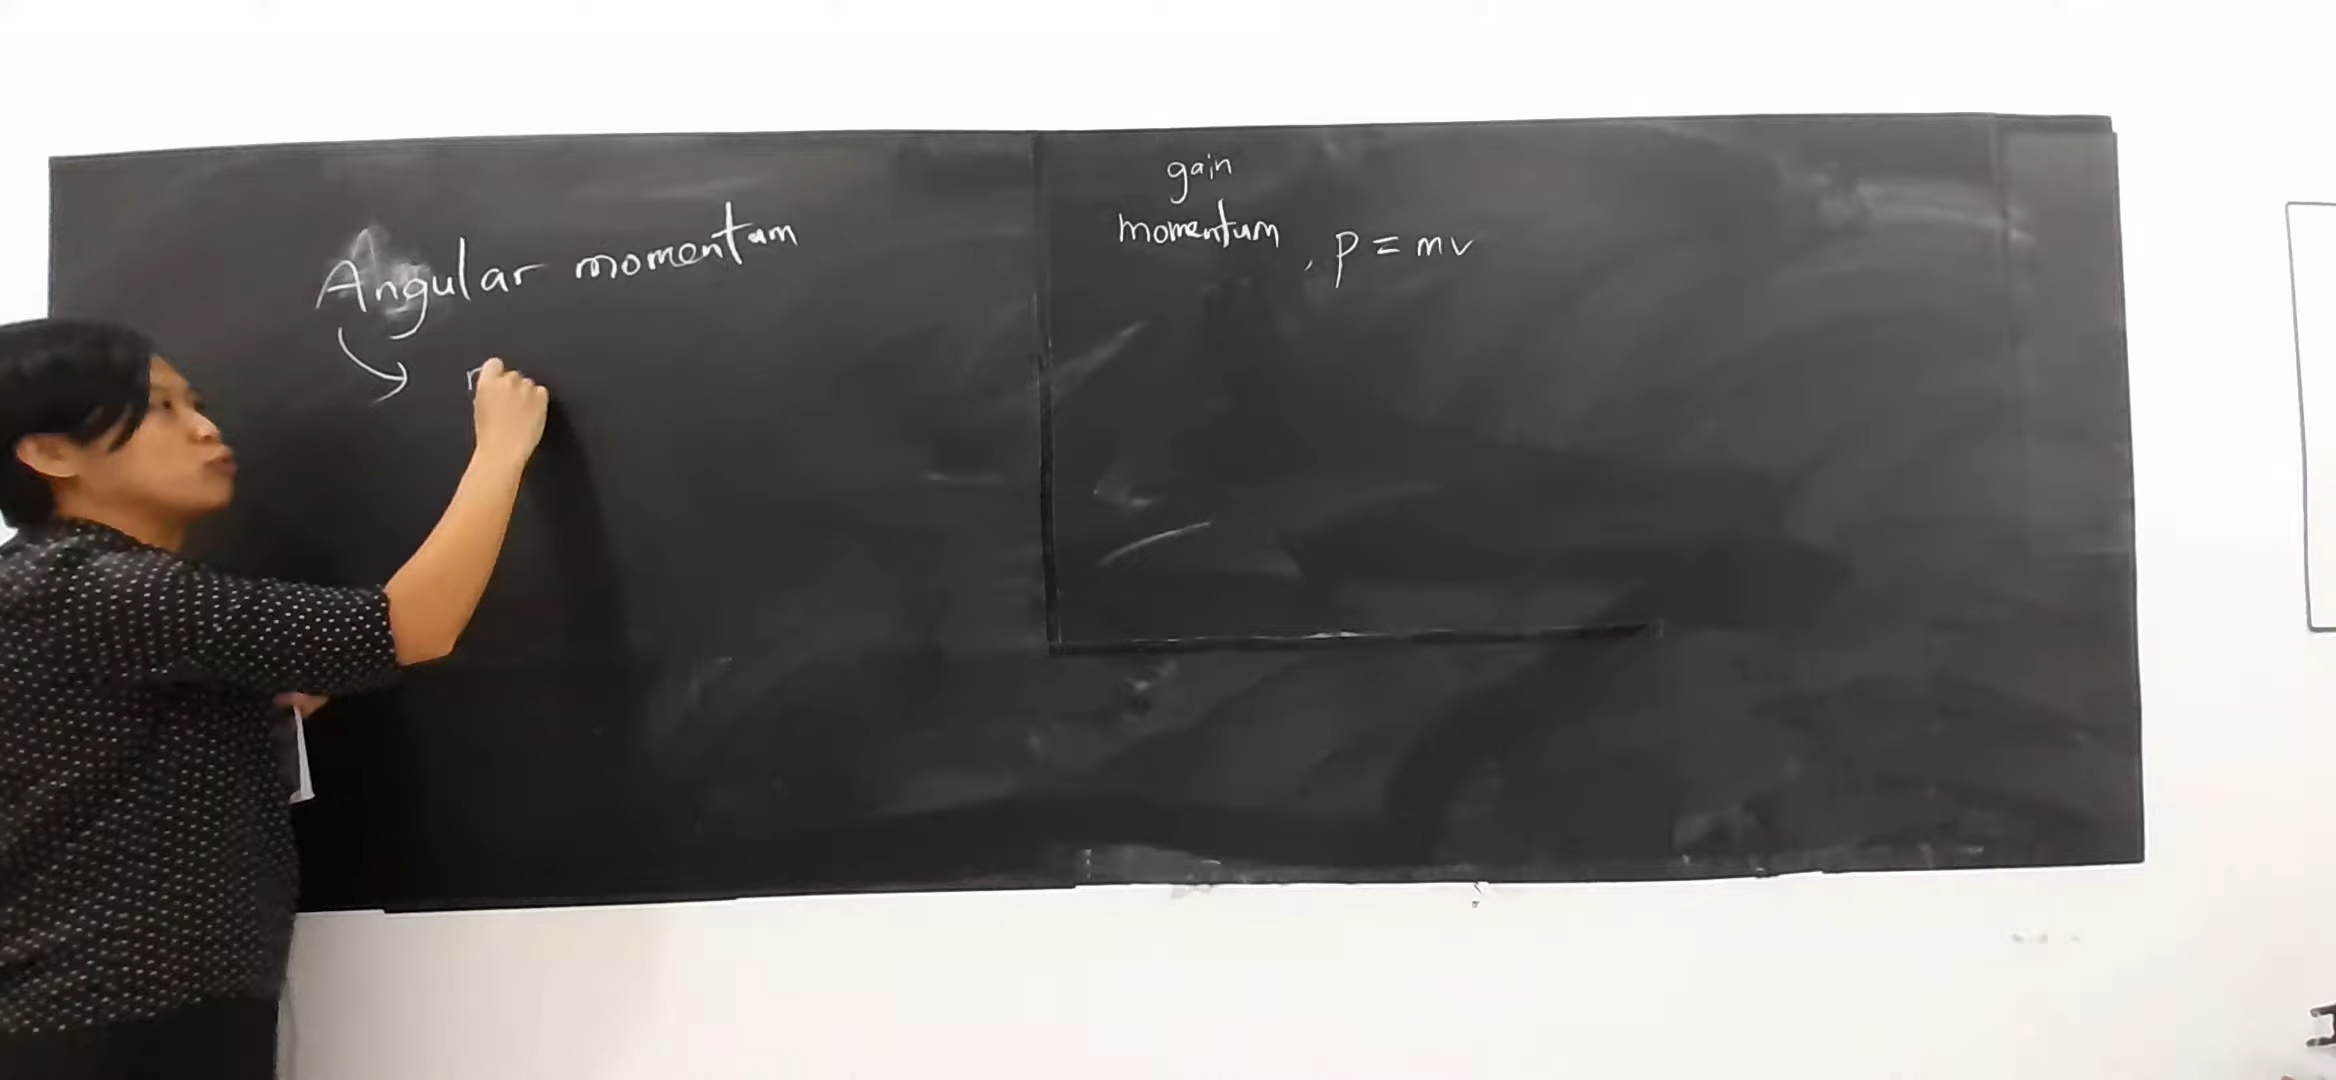 Angular momentum
gain
momentum, p = mv